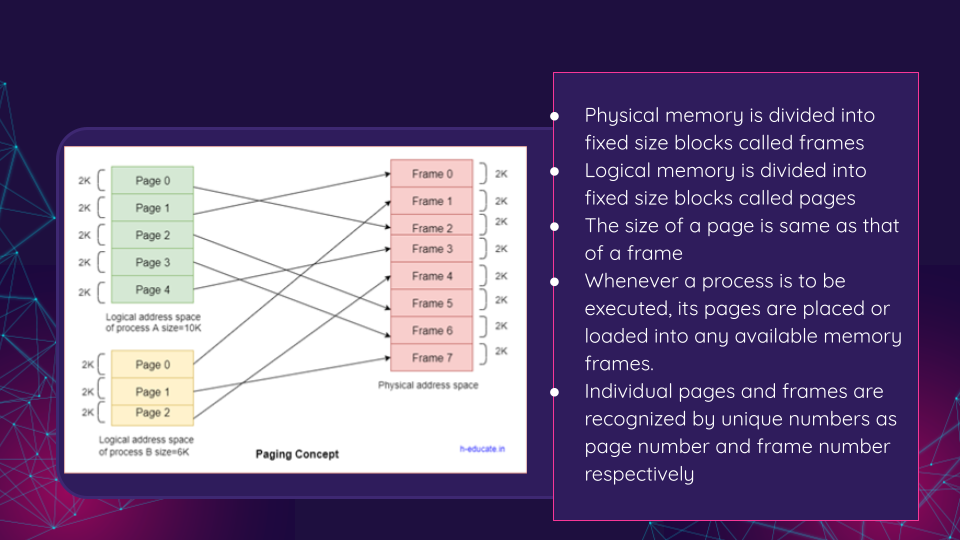 2K Page 0
2K Page 1
2K Page 2
2K Page 3
2K Page 4
Logical address space
of process A size=10K
2K Page 0
2K Page 1
2K Page 2
Logical address space
of process B size=6K
Frame 0 2K
Frame 1 2K
Frame 2 2K
Frame 3 2K
Frame 4 2K
Frame 5 2K
Frame 6 2K
Frame 7 2K
Physical address space
Paging Concept
h-educate.in
● Physical memory is divided into
fixed size blocks called frames
● Logical memory is divided into
fixed size blocks called pages
● The size of a page is same as that
of a frame
● Whenever a process is to be
executed, its pages are placed or
loaded into any available memory
frames.
● Individual pages and frames are
recognized by unique numbers as
page number and frame number
respectively